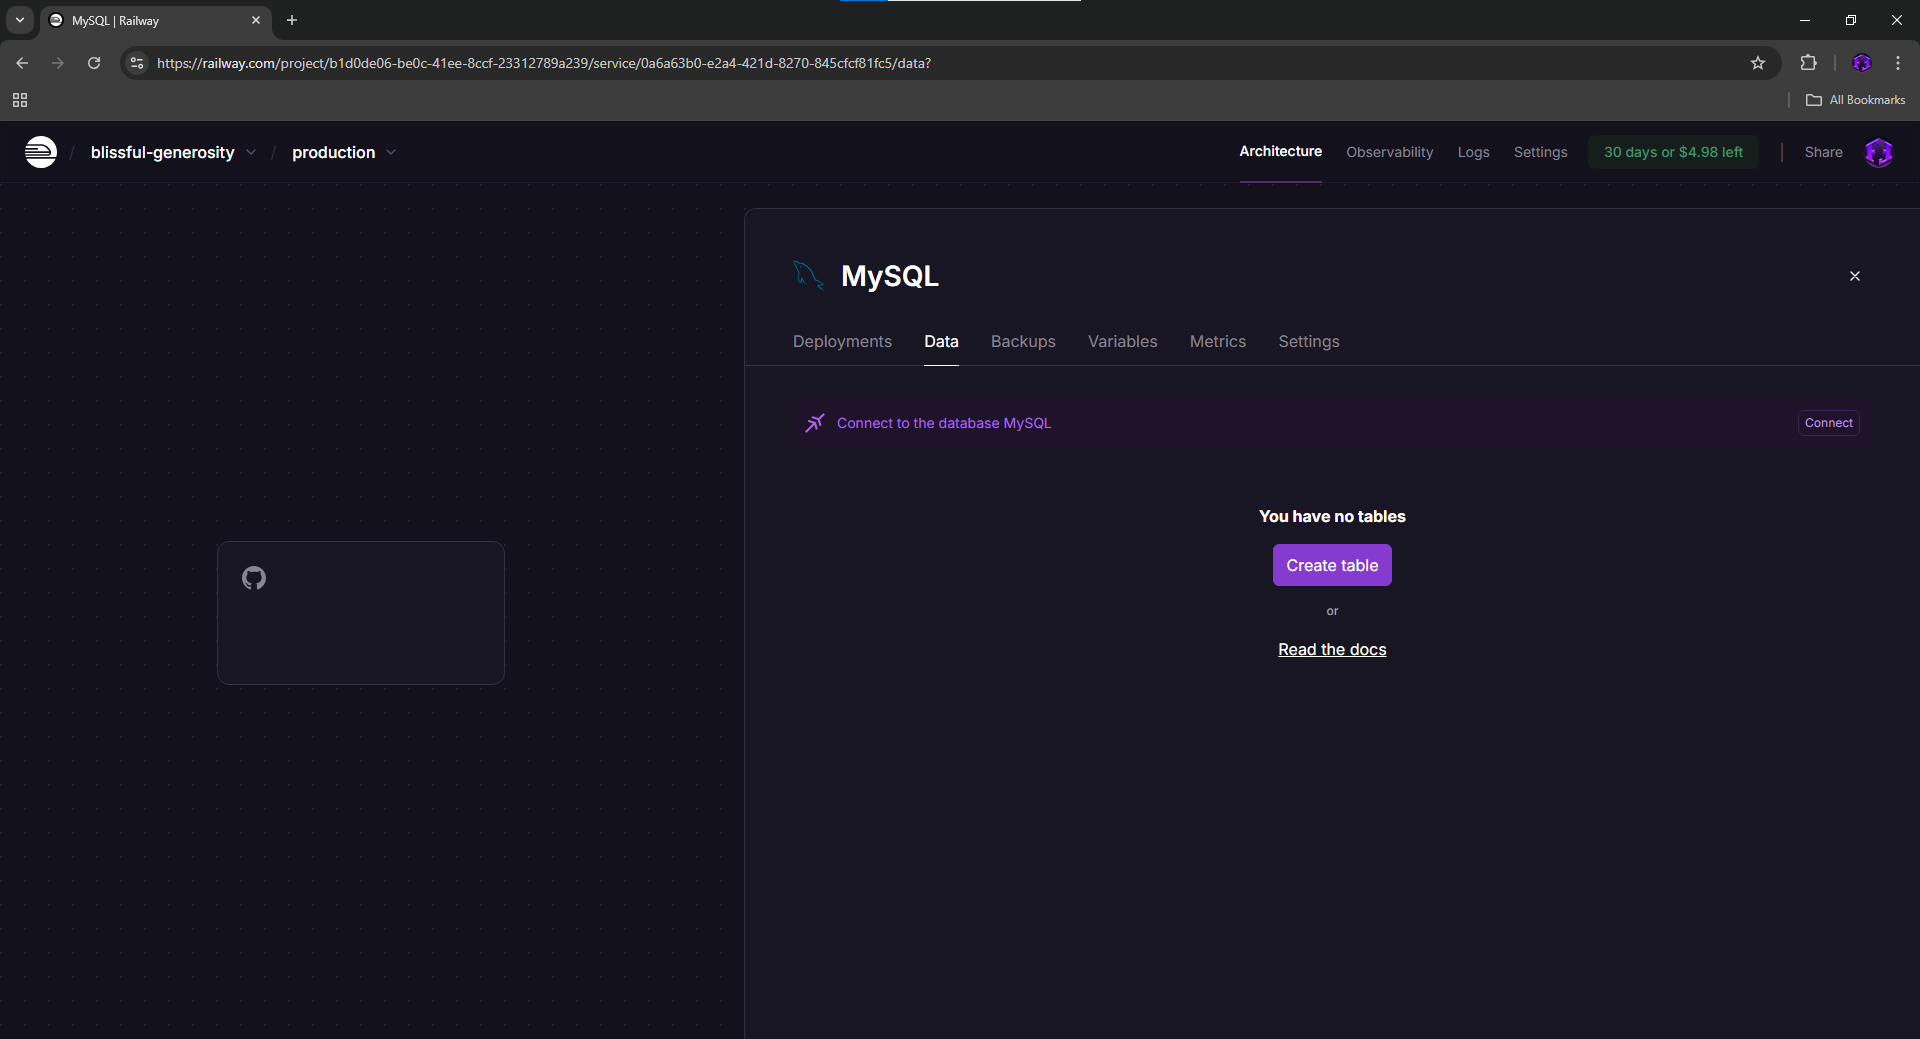 MySQL | Railway
https://railway.com/project/b1d0de06-be0c-41ee-8ccf-23312789a239/service/0a6a63b0-e2a4-421d-8270-845cfcf81fc5/data?
All Bookmarks
/ blissful-generosity / production
Architecture Observability Logs Settings 30 days or $4.98 left Share
MySQL
Deployments Data Backups Variables Metrics Settings
Connect to the database MySQL Connect
You have no tables
Create table
or
Read the docs